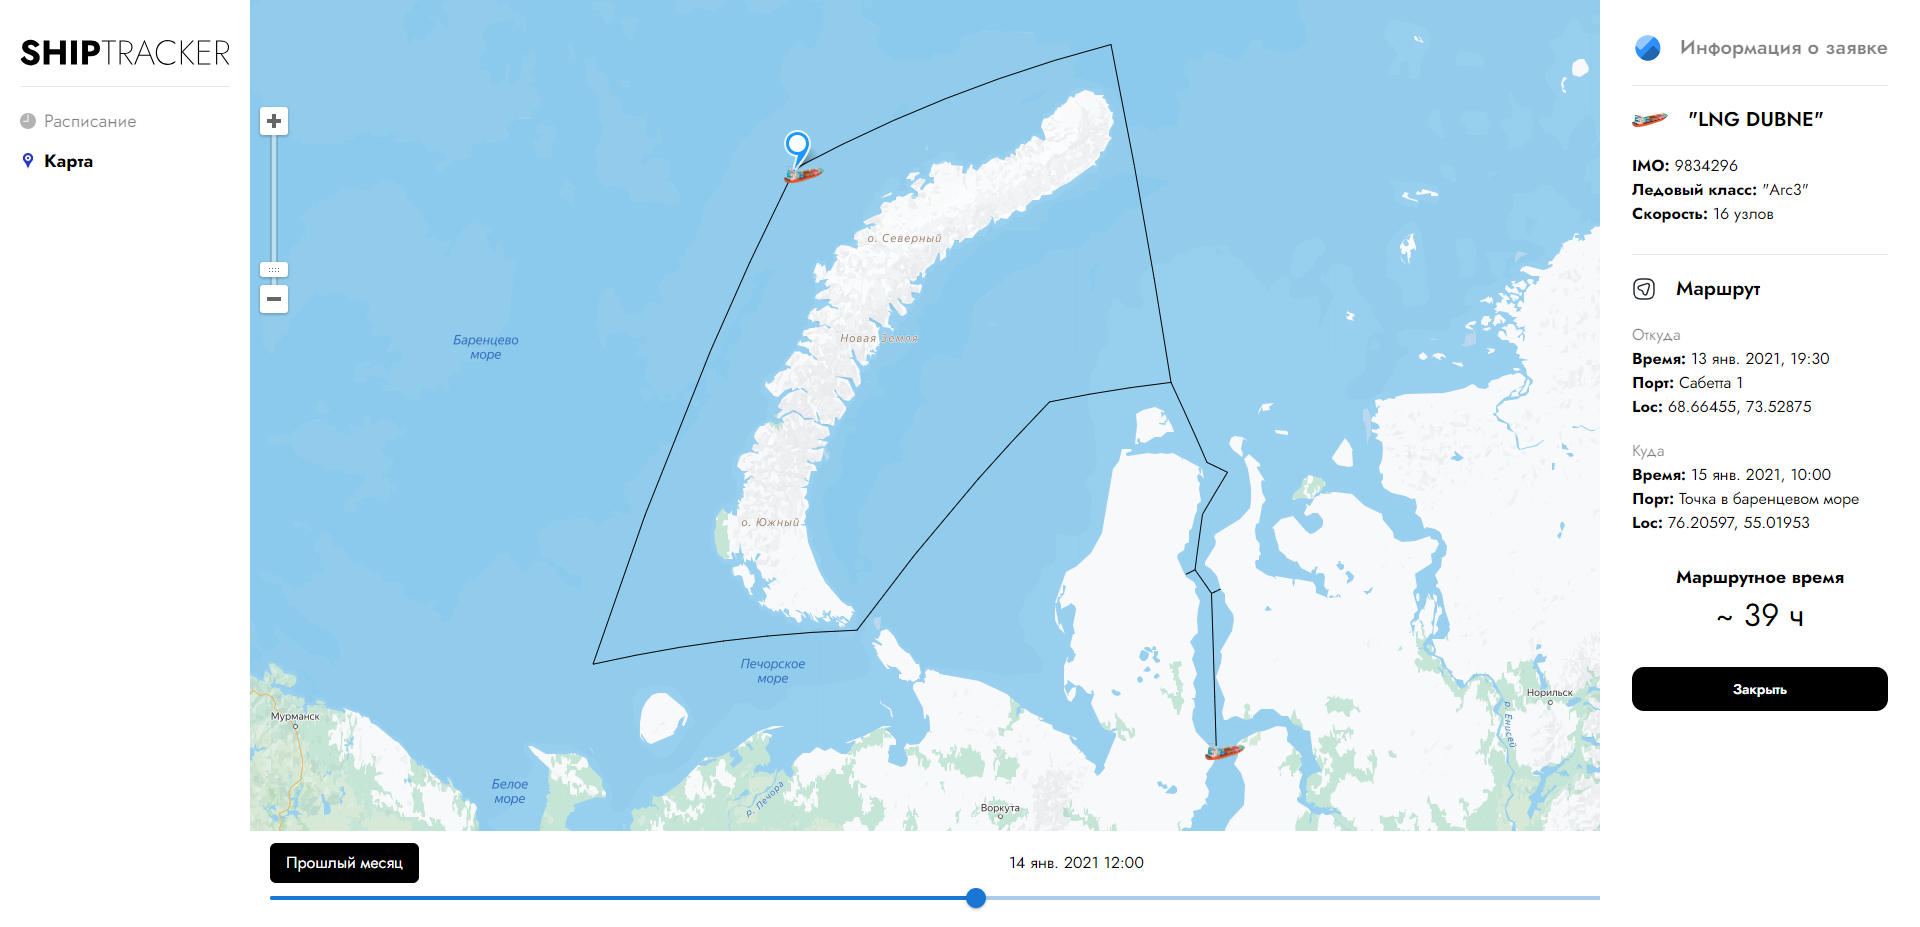 SHIPTRACKER
Расписание
Карта
о. Северный
Новая Земля
Баренцево
море
о. Южный
Печорское
море
Мурманск
Белое
море
р. Печора
Воркута
Норильск
р. Енисей
Прошлый месяц
14 янв. 2021 12:00
Информация о заявке
"LNG DUBNE"
IMO: 9834296
Ледовый класс: "Arc3"
Скорость: 16 узлов
Маршрут
Откуда
Время: 13 янв. 2021, 19:30
Порт: Сабетта 1
Loc: 68.66455, 73.52875
Куда
Время: 15 янв. 2021, 10:00
Порт: Точка в баренцевом море
Loc: 76.20597, 55.01953
Маршрутное время
~ 39 ч
Закрыть